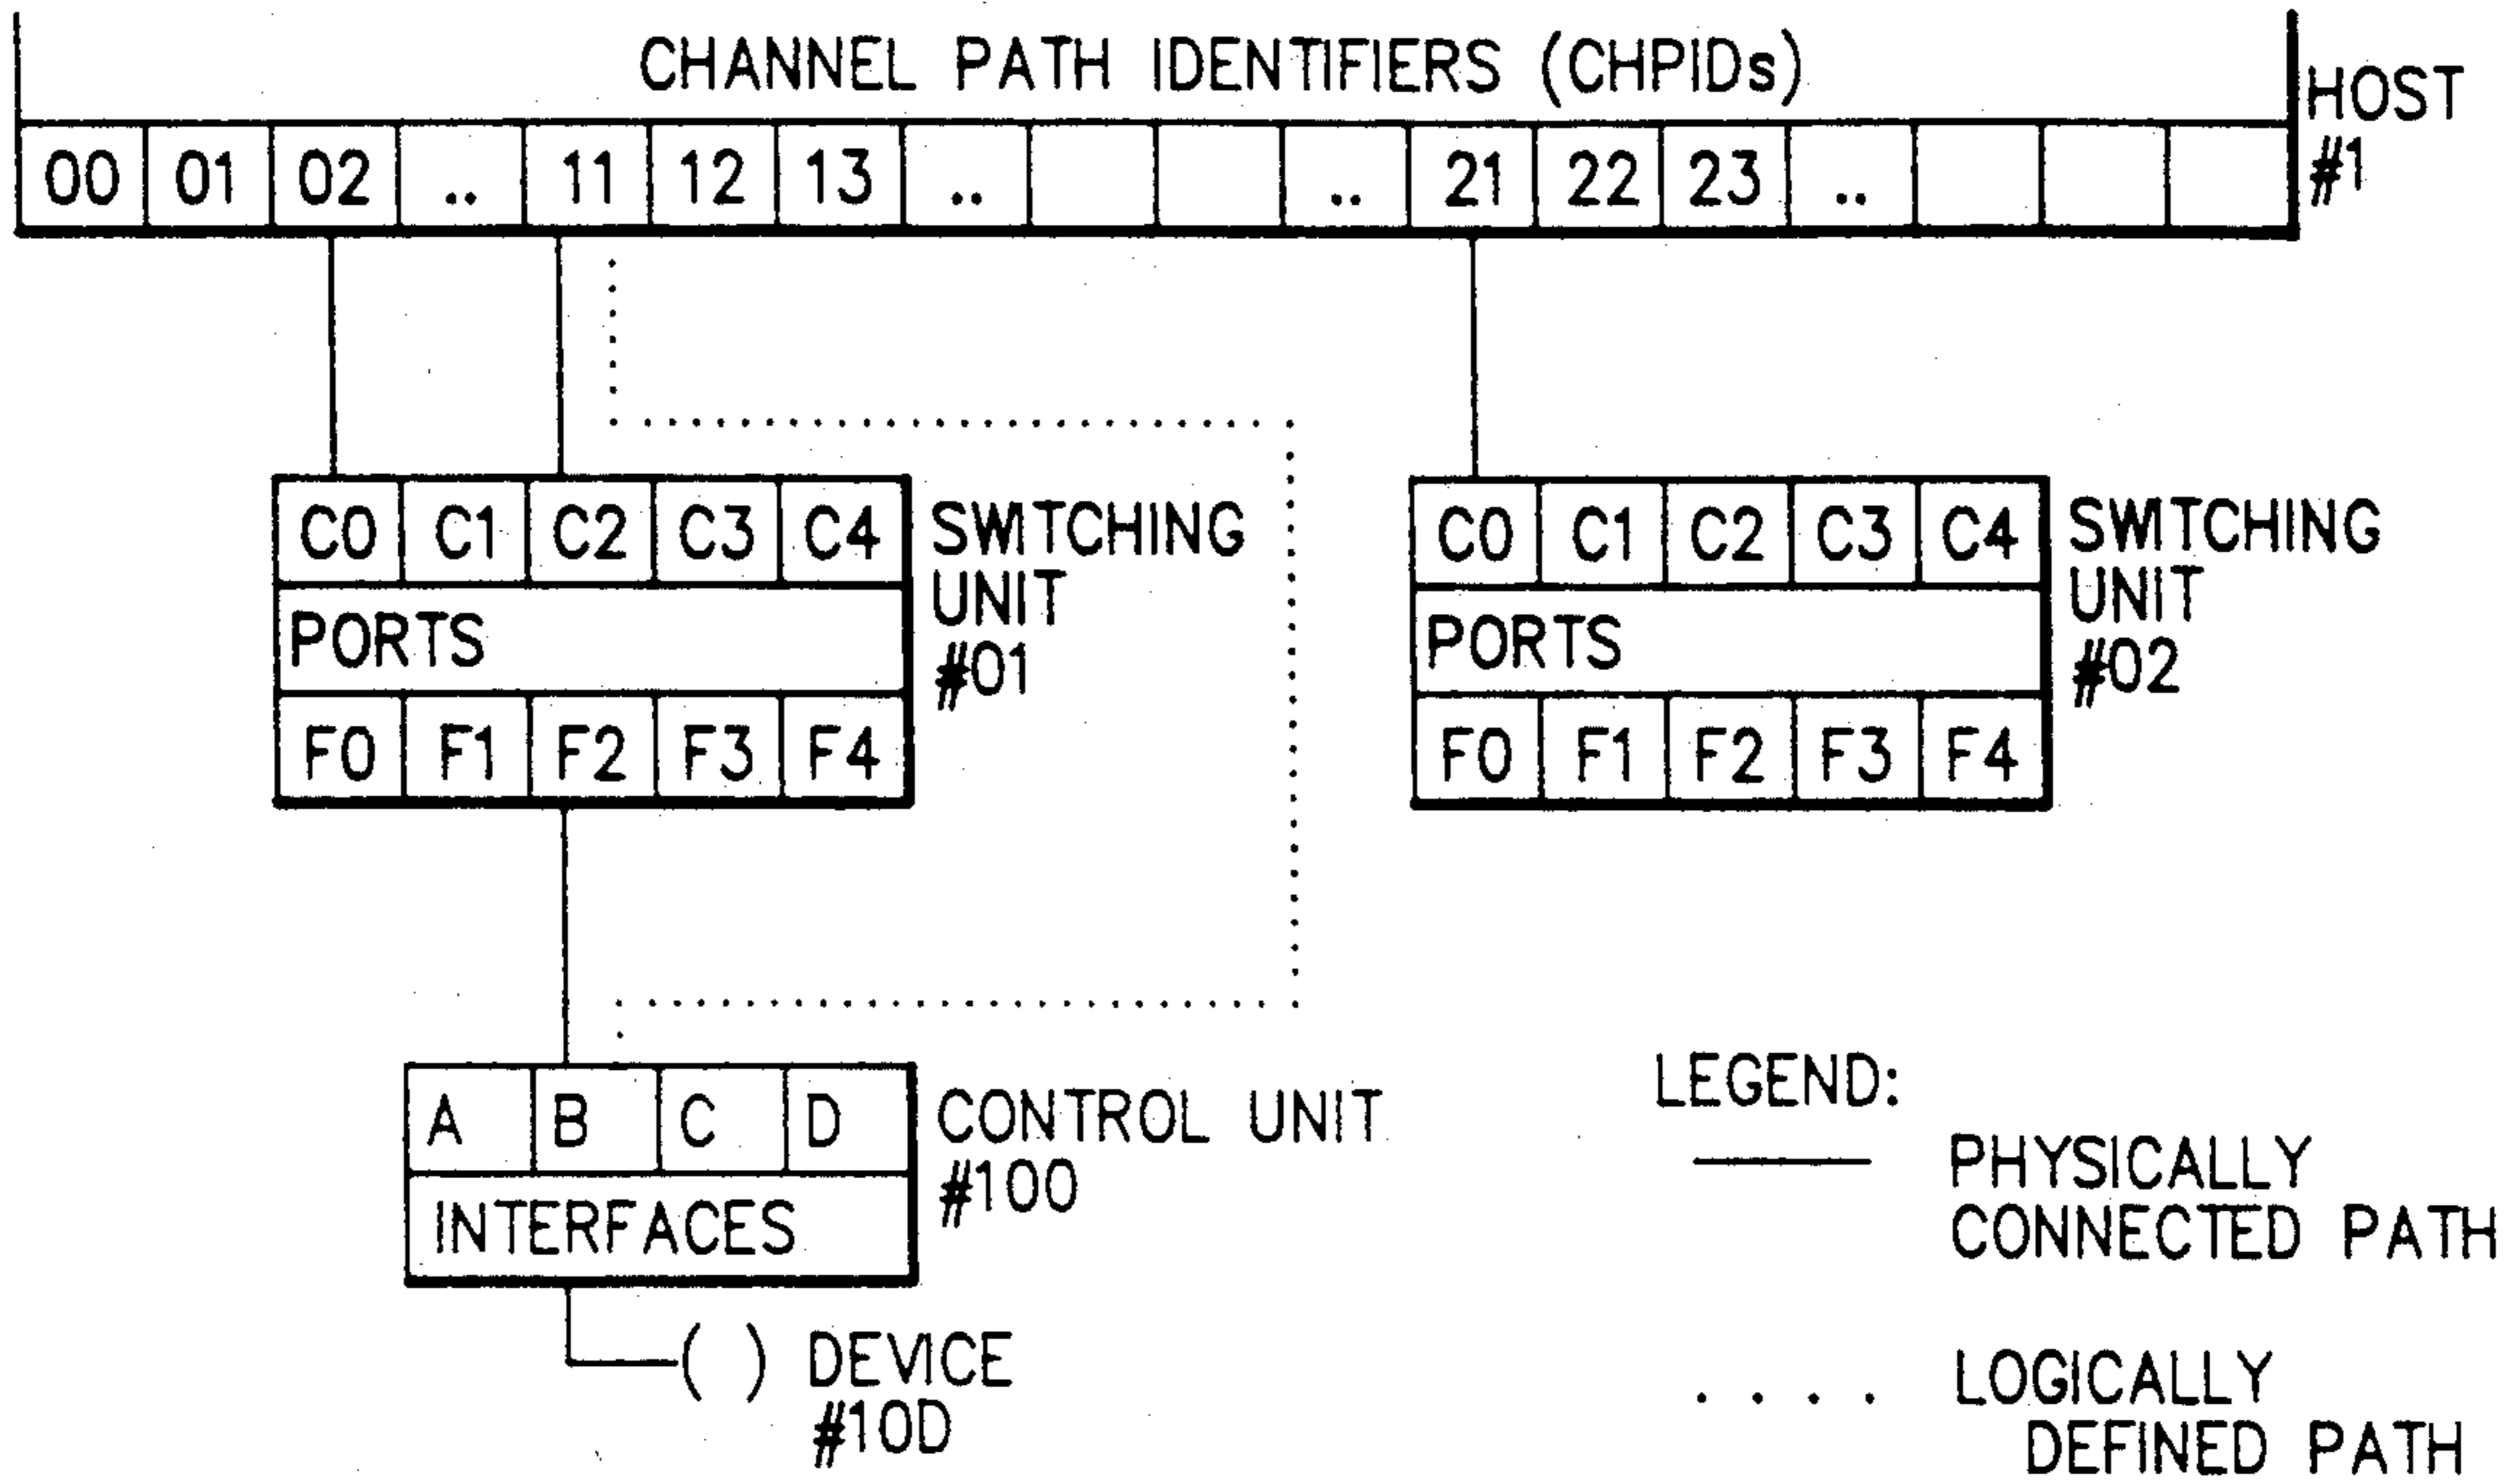 CHANNEL PATH IDENTIFIERS (CHPIDs)
HOST
#1
00 01 02 .. 11 12 13 .. .. 21 22 23 ..
C0 C1 C2 C3 C4
SWITCHING
UNIT
#01
PORTS
F0 F1 F2 F3 F4
C0 C1 C2 C3 C4
SWITCHING
UNIT
#02
PORTS
F0 F1 F2 F3 F4
A B C D
CONTROL UNIT
#100
INTERFACES
( ) DEVICE
#10D
LEGEND:
PHYSICALLY
CONNECTED PATH
. . . . LOGICALLY
DEFINED PATH